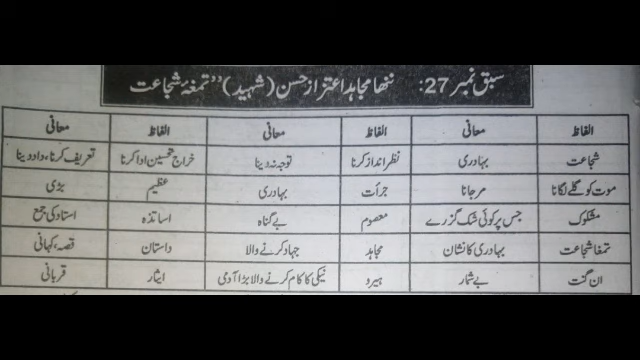 سبق نمبر 27: ننھا مجاہد اعتزاز حسن (شہید) ”تمغۂ شجاعت
الفاظ معانی الفاظ معانی الفاظ معانی
شجاعت بہادری نظر انداز کرنا توجہ نہ دینا خراج تحسین ادا کرنا تعریف کرنا، داد دینا
موت کو گلے لگانا مر جانا جرأت بہادری عظیم بڑی
مشکوک جس پر کوئی شک گزرے معصوم بے گناہ اساتذہ استاد کی جمع
تمغا شجاعت بہادری کا نشان مجاہد جہاد کرنے والا داستان قصہ، کہانی
ان گنت بے شمار ہیرو نیکی کا کام کرنے والا بڑا آدمی ایثار قربانی